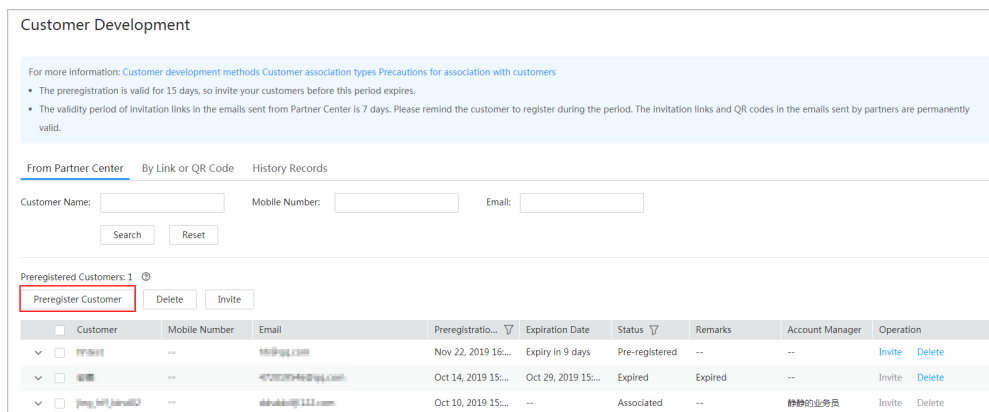 Customer Development
For more information: Customer development methods Customer association types Precautions for association with customers
• The preregistration is valid for 15 days, so invite your customers before this period expires.
• The validity period of invitation links in the emails sent from Partner Center is 7 days. Please remind the customer to register during the period. The invitation links and QR codes in the emails sent by partners are permanently
valid.
From Partner Center By Link or QR Code History Records
Customer Name: Mobile Number: Email:
Search Reset
Preregistered Customers: 1
Preregister Customer Delete Invite
Customer Mobile Number Email Preregistratio... Expiration Date Status Remarks Account Manager Operation
-- Nov 22, 2019 16:... Expiry in 9 days Pre-registered -- -- Invite Delete
-- Oct 14, 2019 15:... Oct 29, 2019 15:... Expired Expired -- Invite Delete
-- Oct 10, 2019 15:... -- Associated -- 静静的业务员 Invite Delete